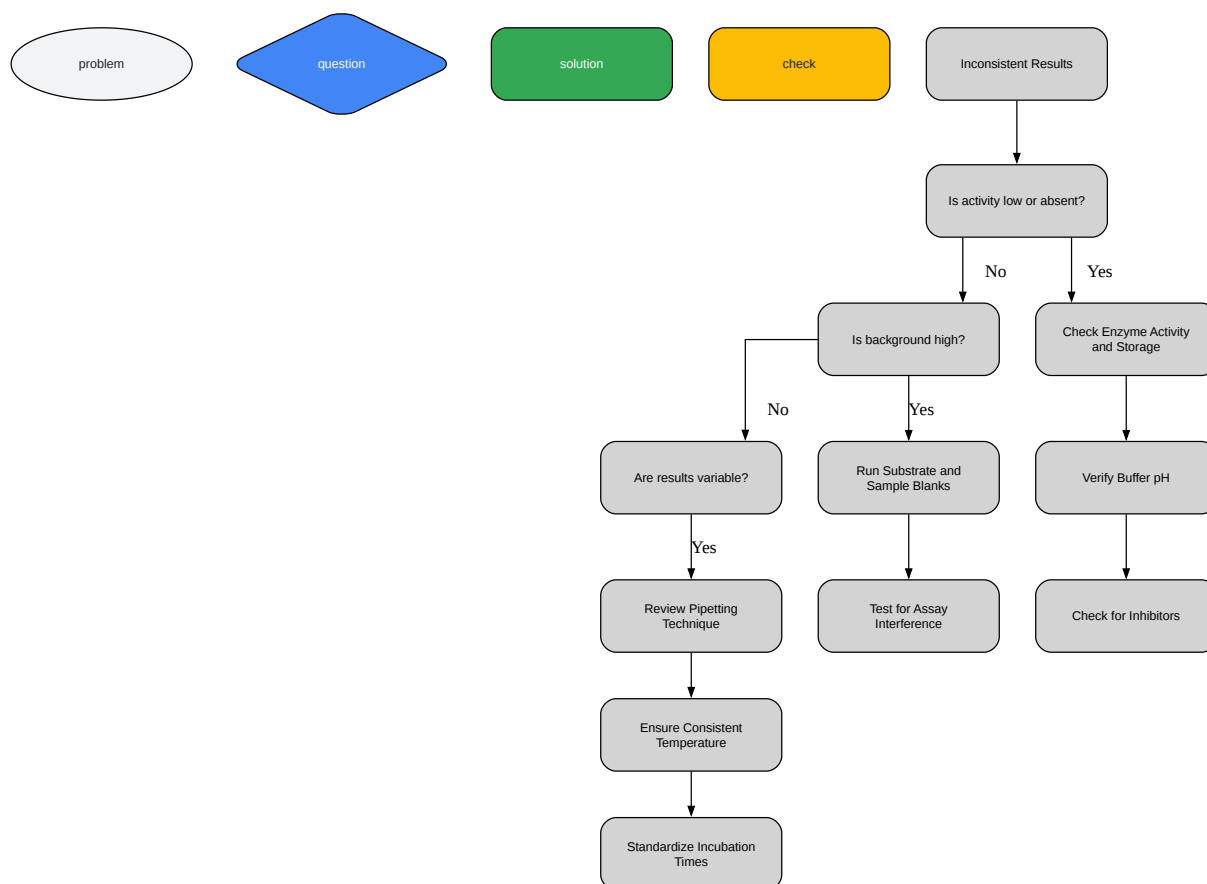 problem
question
solution
check
Inconsistent Results
Is activity low or absent?
No
Yes
Is background high?
Check Enzyme Activity
and Storage
No
Yes
Are results variable?
Run Substrate and
Sample Blanks
Verify Buffer pH
Yes
Review Pipetting
Technique
Test for Assay
Interference
Check for Inhibitors
Ensure Consistent
Temperature
Standardize Incubation
Times